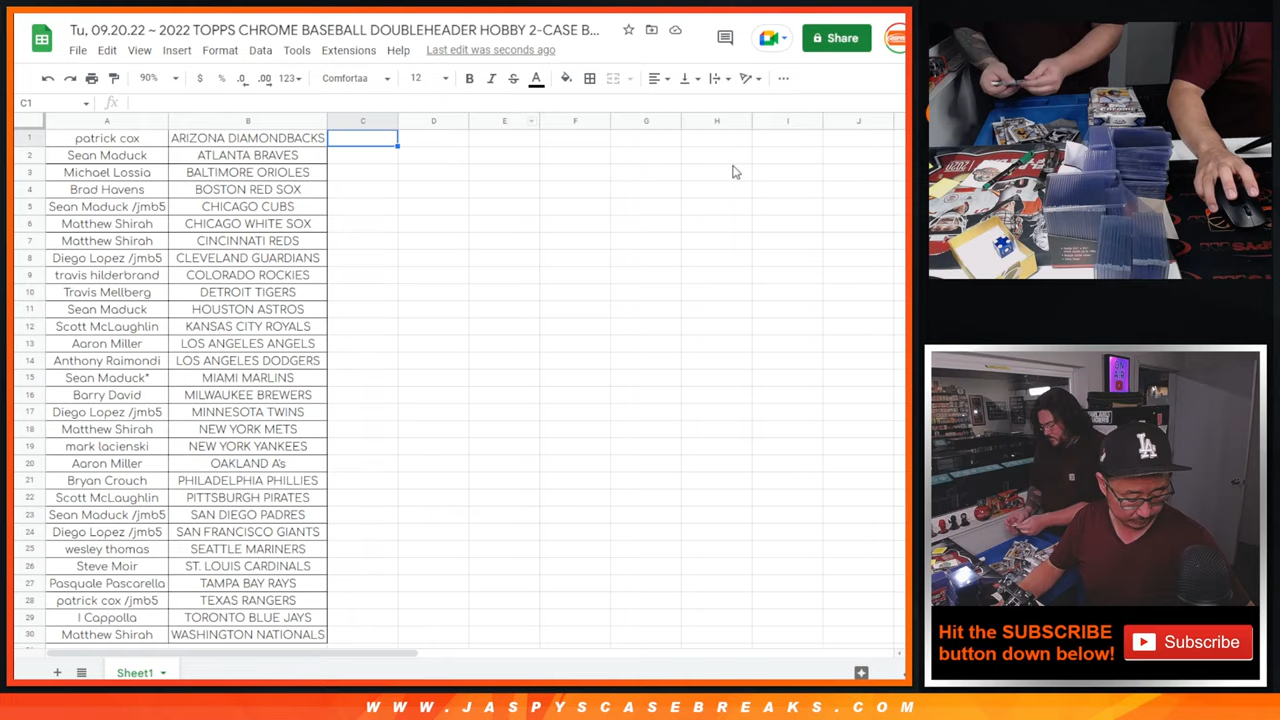 Tu, 09.20.22 ~ 2022 TOPPS CHROME BASEBALL DOUBLEHEADER HOBBY 2-CASE B...
Share
File Edit View Insert Format Data Tools Extensions Help Last edit was seconds ago
90% $ % .0 .00 123 Comfortaa 12 B I S A
C1 fx
A B C D E F G H I J
1 patrick cox ARIZONA DIAMONDBACKS
2 Sean Maduck ATLANTA BRAVES
3 Michael Lossia BALTIMORE ORIOLES
4 Brad Havens BOSTON RED SOX
5 Sean Maduck /jmb5 CHICAGO CUBS
6 Matthew Shirah CHICAGO WHITE SOX
7 Matthew Shirah CINCINNATI REDS
8 Diego Lopez /jmb5 CLEVELAND GUARDINS
9 travis hilderbrand COLORADO ROCKIES
10 Travis Mellberg DETROIT TIGERS
11 Sean Maduck HOUSTON ASTROS
12 Scott McLaughlin KANSAS CITY ROYALS
13 Aaron Miller LOS ANGELES ANGELS
14 Anthony Raimondi LOS ANGELES DODGERS
15 Sean Maduck* MIAMI MARLINS
16 Barry David MILWAUKEE BREWERS
17 Diego Lopez /jmb5 MINNESOTA TWINS
18 Matthew Shirah NEW YORK METS
19 mark lacienski NEW YORK YANKEES
20 Aaron Miller OAKLAND A's
21 Bryan Crouch PHILADELPHIA PHILLIES
22 Scott McLaughlin PITTSBURGH PIRATES
23 Sean Maduck /jmb5 SAN DIEGO PADRES
24 Diego Lopez /jmb5 SAN FRANCISCO GIANTS
25 wesley thomas SEATTLE MARINERS
26 Steve Moir ST. LOUIS CARDINALS
27 Pasquale Pascarella TAMPA BAY RAYS
28 patrick cox /jmb5 TEXAS RANGERS
29 I Cappolla TORONTO BLUE JAYS
30 Matthew Shirah WASHINGTON NATIONALS
Sheet1
ON
AIR
LA
Hit the SUBSCRIBE
button down below!
Subscribe
WWW.JASPYSCASEBREAKS.COM